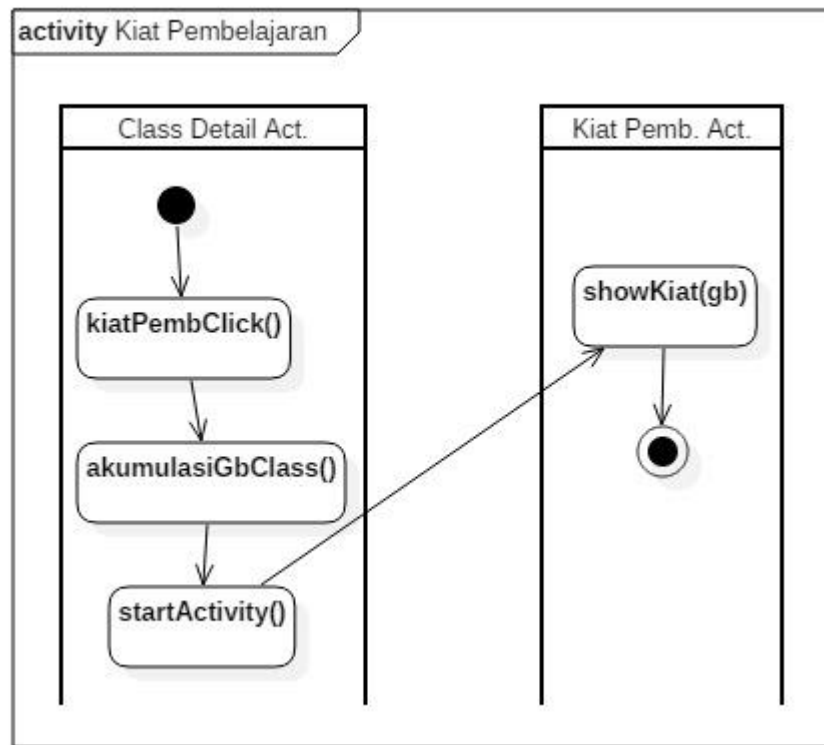 activity Kiat Pembelajaran
Class Detail Act.
kiatPembClick()
akumulasiGbClass()
startActivity()
Kiat Pemb. Act.
showKiat(gb)